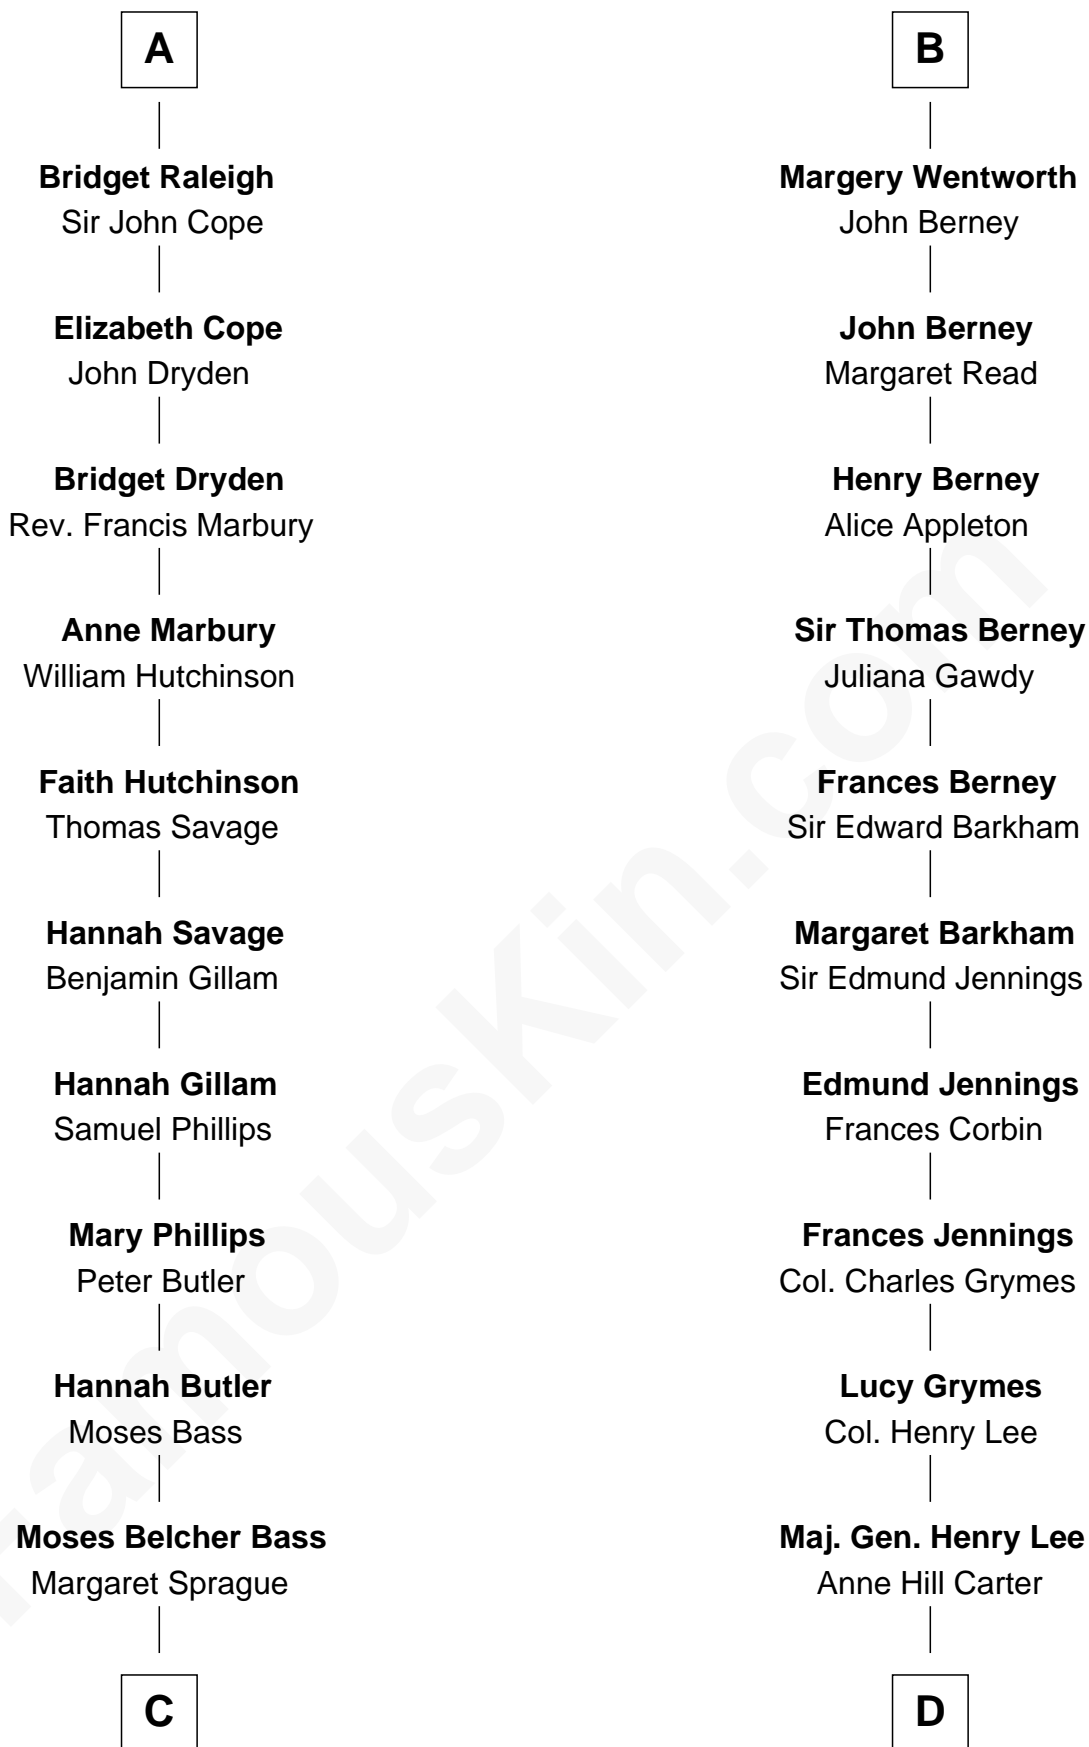 A
Bridget Raleigh
Sir John Cope
Elizabeth Cope
John Dryden
Bridget Dryden
Rev. Francis Marbury
Anne Marbury
William Hutchinson
Faith Hutchinson
Thomas Savage
Hannah Savage
Benjamin Gillam
Hannah Gillam
Samuel Phillips
Mary Phillips
Peter Butler
Hannah Butler
Moses Bass
Moses Belcher Bass
Margaret Sprague
C
B
Margery Wentworth
John Berney
John Berney
Margaret Read
Henry Berney
Alice Appleton
Sir Thomas Berney
Juliana Gawdy
Frances Berney
Sir Edward Barkham
Margaret Barkham
Sir Edmund Jennings
Edmund Jennings
Frances Corbin
Frances Jennings
Col. Charles Grymes
Lucy Grymes
Col. Henry Lee
Maj. Gen. Henry Lee
Anne Hill Carter
D
FamousKin.com